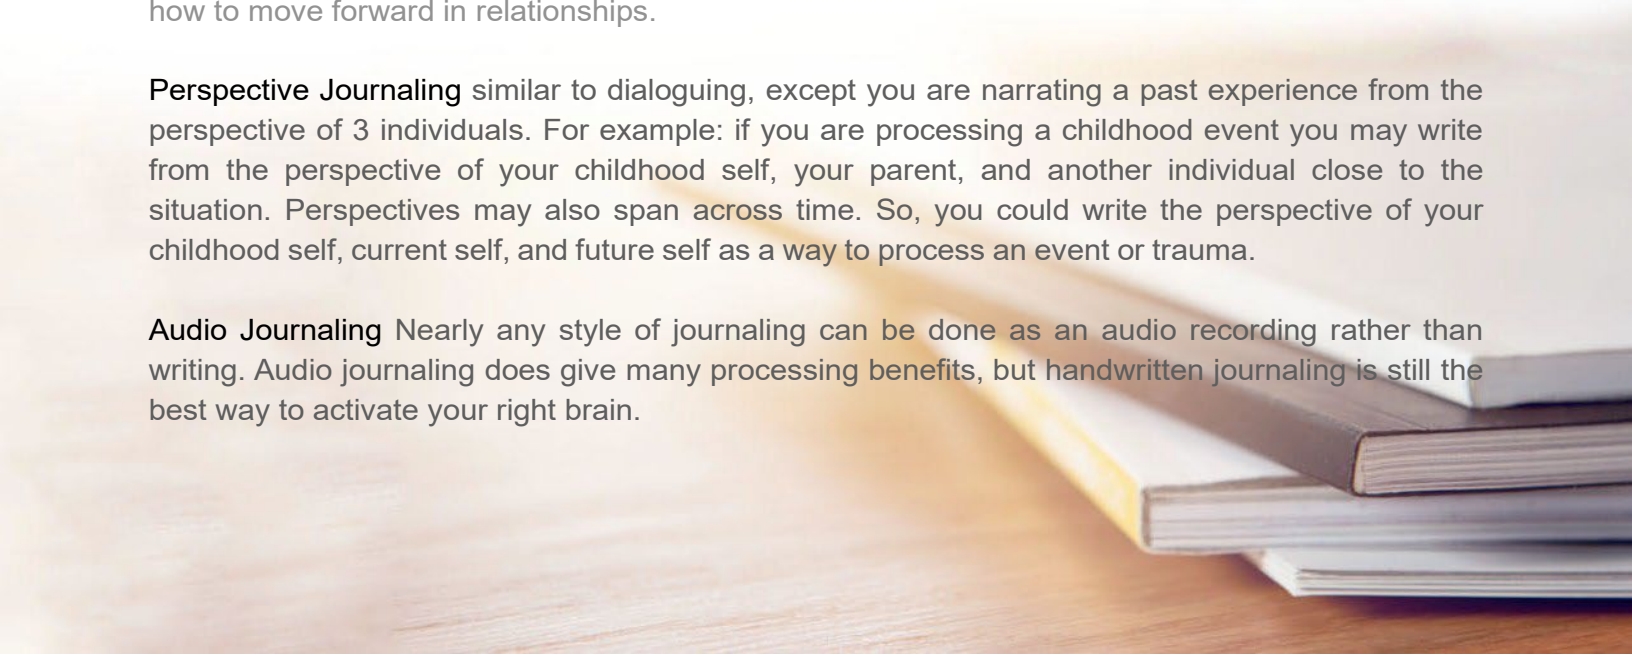 how to move forward in relationships.
Perspective Journaling similar to dialoguing, except you are narrating a past experience from the
perspective of 3 individuals. For example: if you are processing a childhood event you may write
from the perspective of your childhood self, your parent, and another individual close to the
situation. Perspectives may also span across time. So, you could write the perspective of your
childhood self, current self, and future self as a way to process an event or trauma.
Audio Journaling Nearly any style of journaling can be done as an audio recording rather than
writing. Audio journaling does give many processing benefits, but handwritten journaling is still the
best way to activate your right brain.